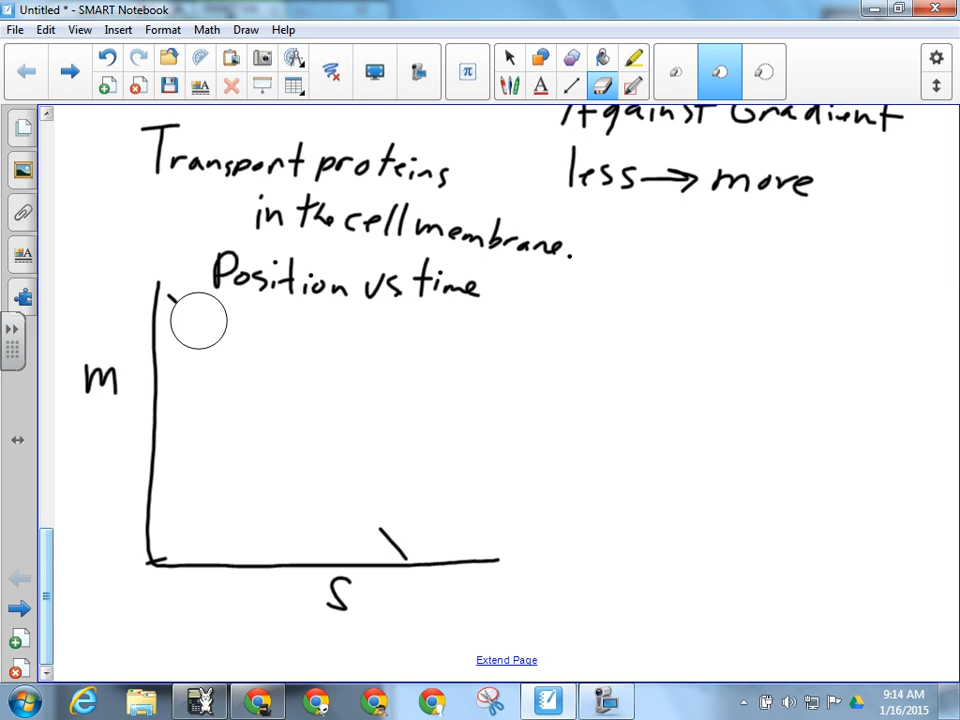 Untitled * - SMART Notebook
File Edit View Insert Format Math Draw Help
Against Gradient
less → more
Transport proteins
in the cell membrane.
Position vs. time
m
s
Extend Page
9:14 AM
1/16/2015